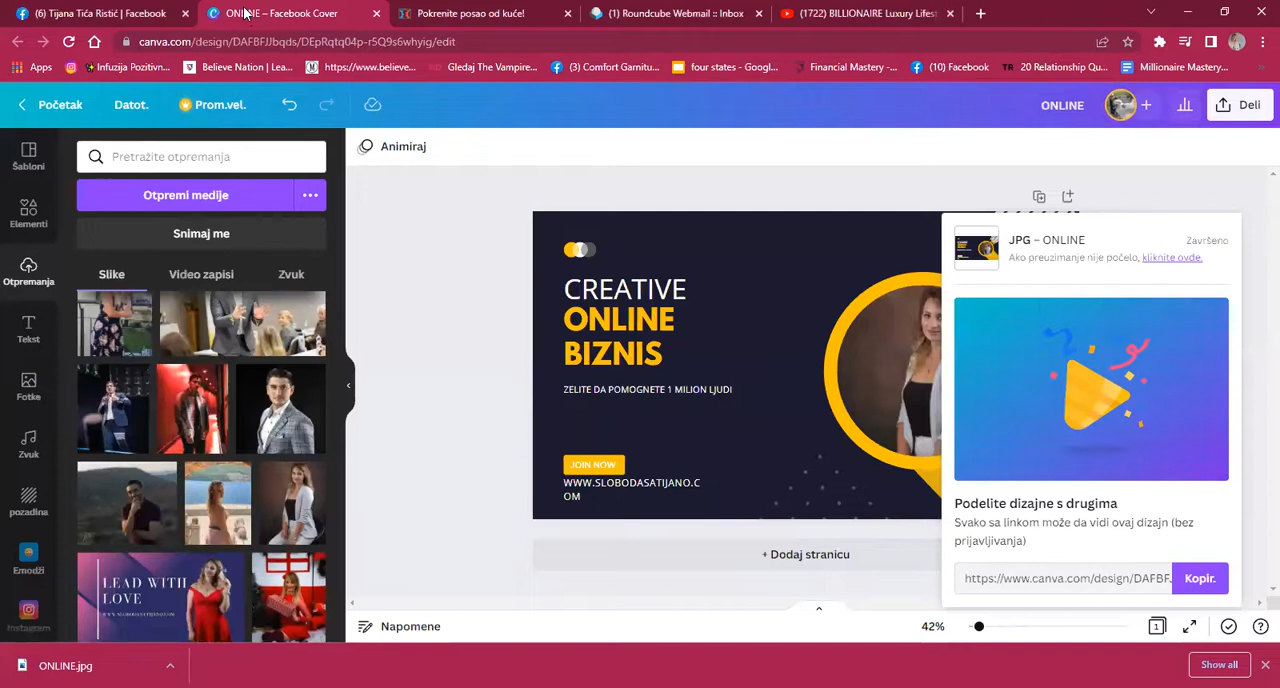 (6) Tijana Tića Ristić | Facebook
ONLINE – Facebook Cover
Pokrenite posao od kuće!
(1) Roundcube Webmail :: Inbox
(1722) BILLIONAIRE Luxury Lifest
canva.com/design/DAFBFJJbqds/DEpRqtq04p-r5Q9s6whyig/edit
Apps
✨Infuzija Pozitivn...
Believe Nation | Lea...
https://www.believe...
Gledaj The Vampire...
(3) Comfort Garnitu...
four states - Googl...
Financial Mastery -...
(10) Facebook
TR
20 Relationship Qu...
Millionaire Mastery...
Početak
Datot.
Prom.vel.
ONLINE
Deli
Šabloni
Elementi
Otpremanja
Tekst
Fotke
Zvuk
pozadina
Emodži
Instagram
Pretražite otpremanja
Otpremi medije
Snimaj me
Slike
Video zapisi
Zvuk
LEAD WITH
LOVE
Animiraj
CREATIVE
ONLINE
BIZNIS
ZELITE DA POMOGNETE 1 MILION LJUDI
JOIN NOW
WWW.SLOBODASATIJANO.C
OM
+ Dodaj stranicu
JPG – ONLINE
Završeno
Ako preuzimanje nije počelo, kliknite ovde.
Podelite dizajne s drugima
Svako sa linkom može da vidi ovaj dizajn (bez
prijavljivanja)
https://www.canva.com/design/DAFBF.
Kopir.
Napomene
42%
1
ONLINE.jpg
Show all